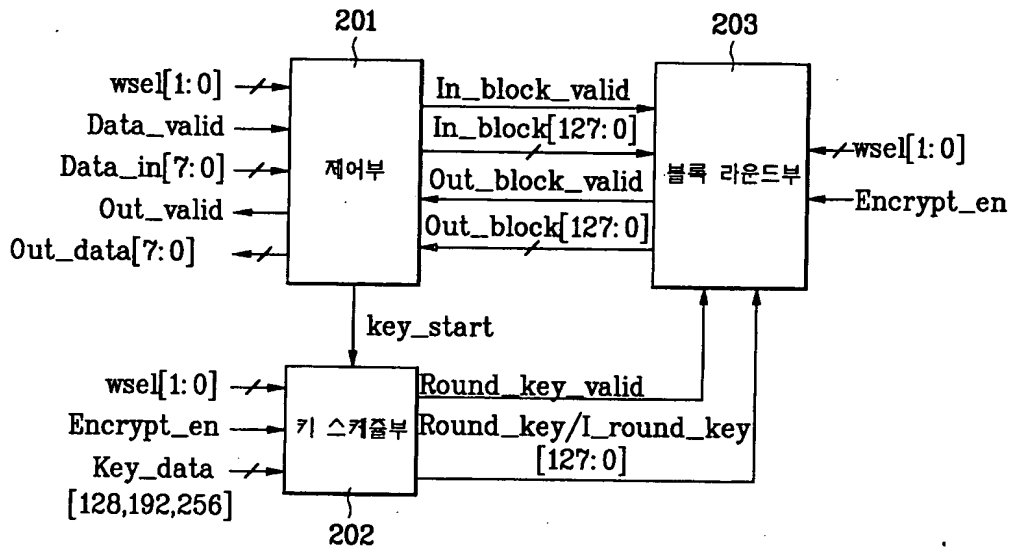 201
203
wsel[1:0]
Data_valid
Data_in[7:0]
Out_valid
Out_data[7:0]
제어부
In_block_valid
In_block[127:0]
Out_block_valid
Out_block[127:0]
블록 라운드부
wsel[1:0]
Encrypt_en
key_start
wsel[1:0]
Encrypt_en
Key_data
[128,192,256]
키 스케쥴부
Round_key_valid
Round_key/I_round_key
[127:0]
202